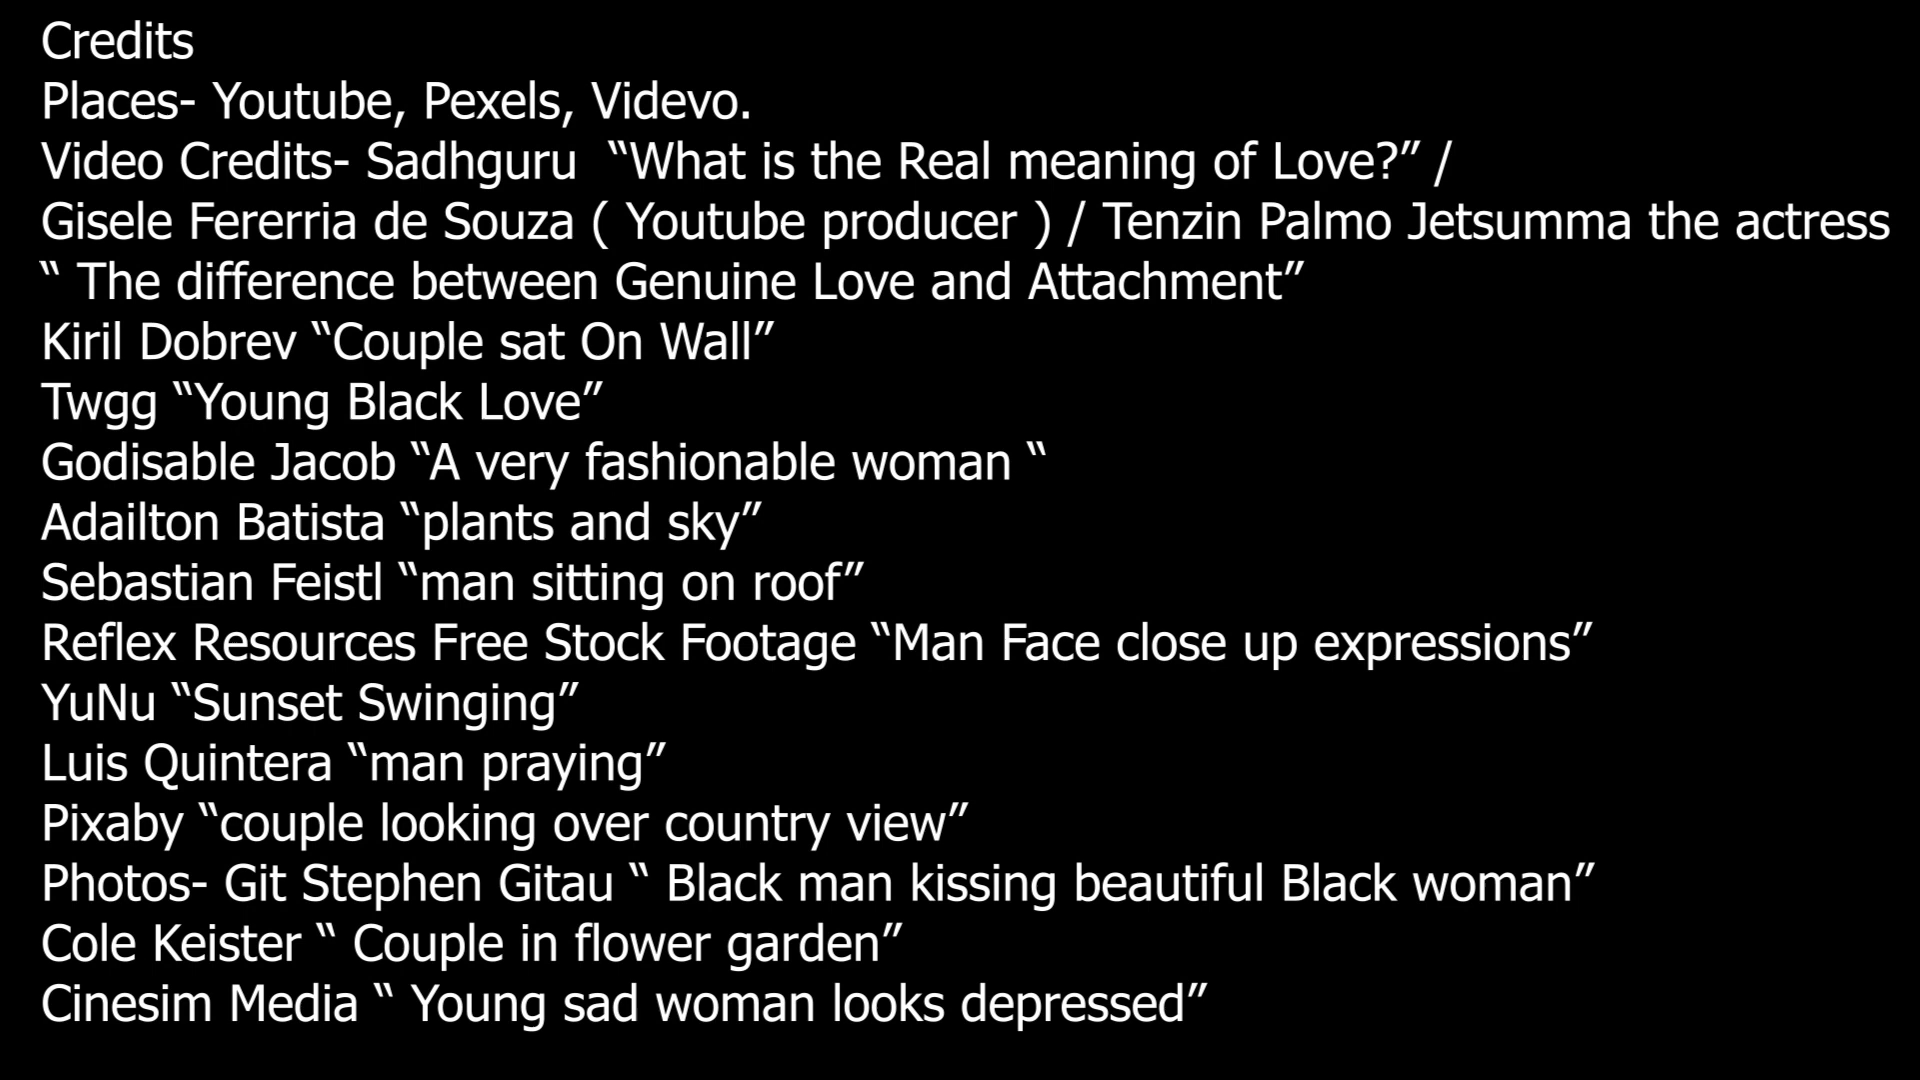 Credits
Places- Youtube, Pexels, Videvo.
Video Credits- Sadhguru  “What is the Real meaning of Love?” /
Gisele Fererria de Souza ( Youtube producer ) / Tenzin Palmo Jetsumma the actress
“ The difference between Genuine Love and Attachment”
Kiril Dobrev “Couple sat On Wall”
Twgg “Young Black Love”
Godisable Jacob “A very fashionable woman “
Adailton Batista “plants and sky”
Sebastian Feistl “man sitting on roof”
Reflex Resources Free Stock Footage “Man Face close up expressions”
YuNu “Sunset Swinging”
Luis Quintera “man praying”
Pixaby “couple looking over country view”
Photos- Git Stephen Gitau “ Black man kissing beautiful Black woman”
Cole Keister “ Couple in flower garden”
Cinesim Media “ Young sad woman looks depressed”